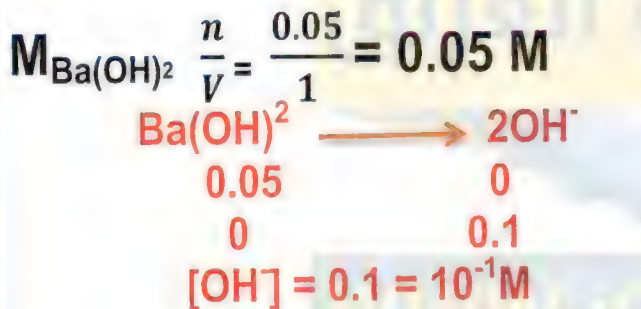 M_Ba(OH)2 n/V = 0.05/1 = 0.05 M
Ba(OH)² ⟶ 2OH⁻
0.05 0
0 0.1
[OH⁻] = 0.1 = 10⁻¹M